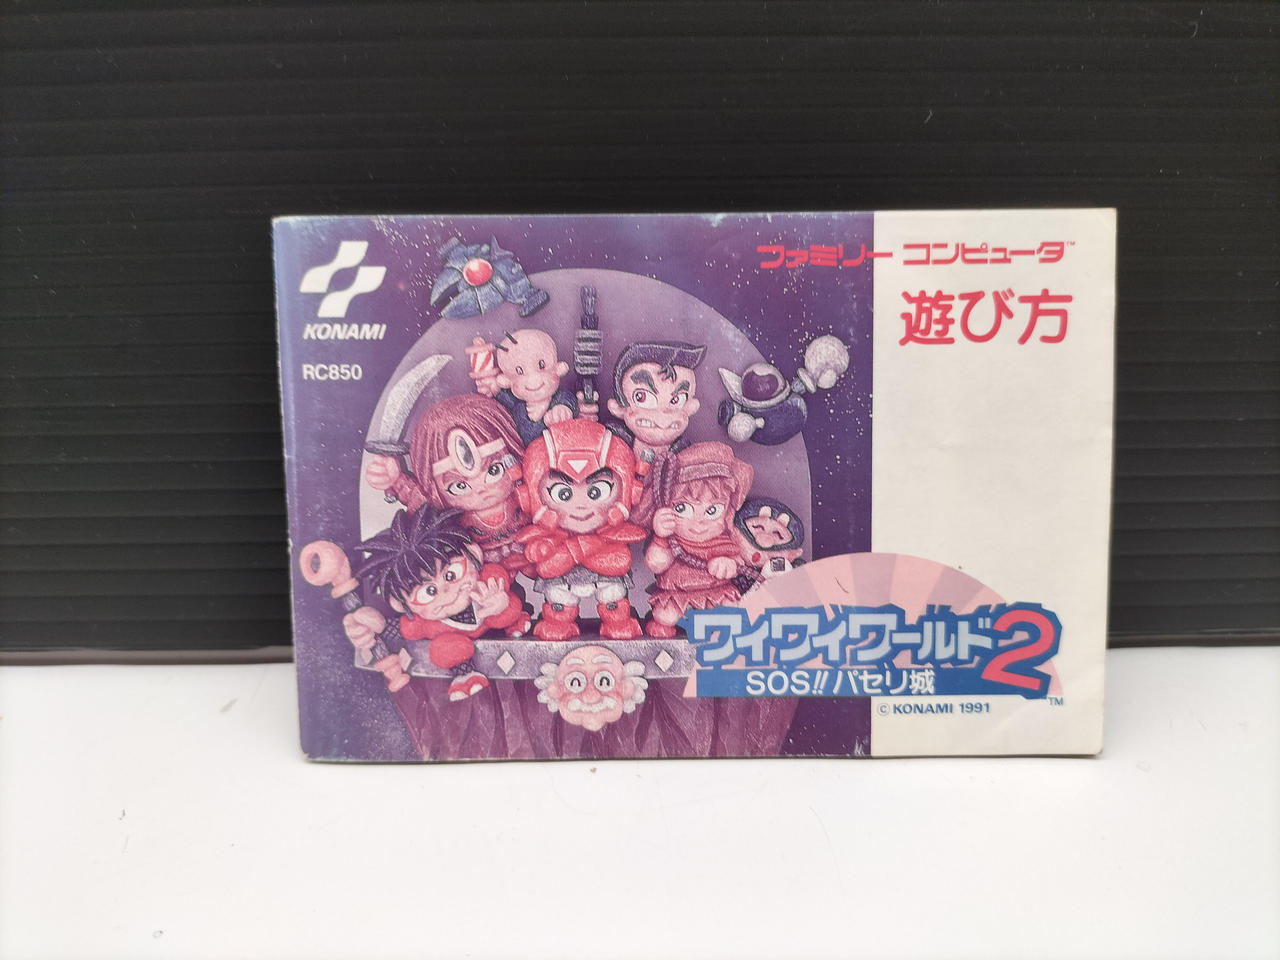 KONAMI
RC850
ファミリー コンピュータ™
遊び方
ワイワイワールド2
SOS!!パセリ城
TM
© KONAMI 1991